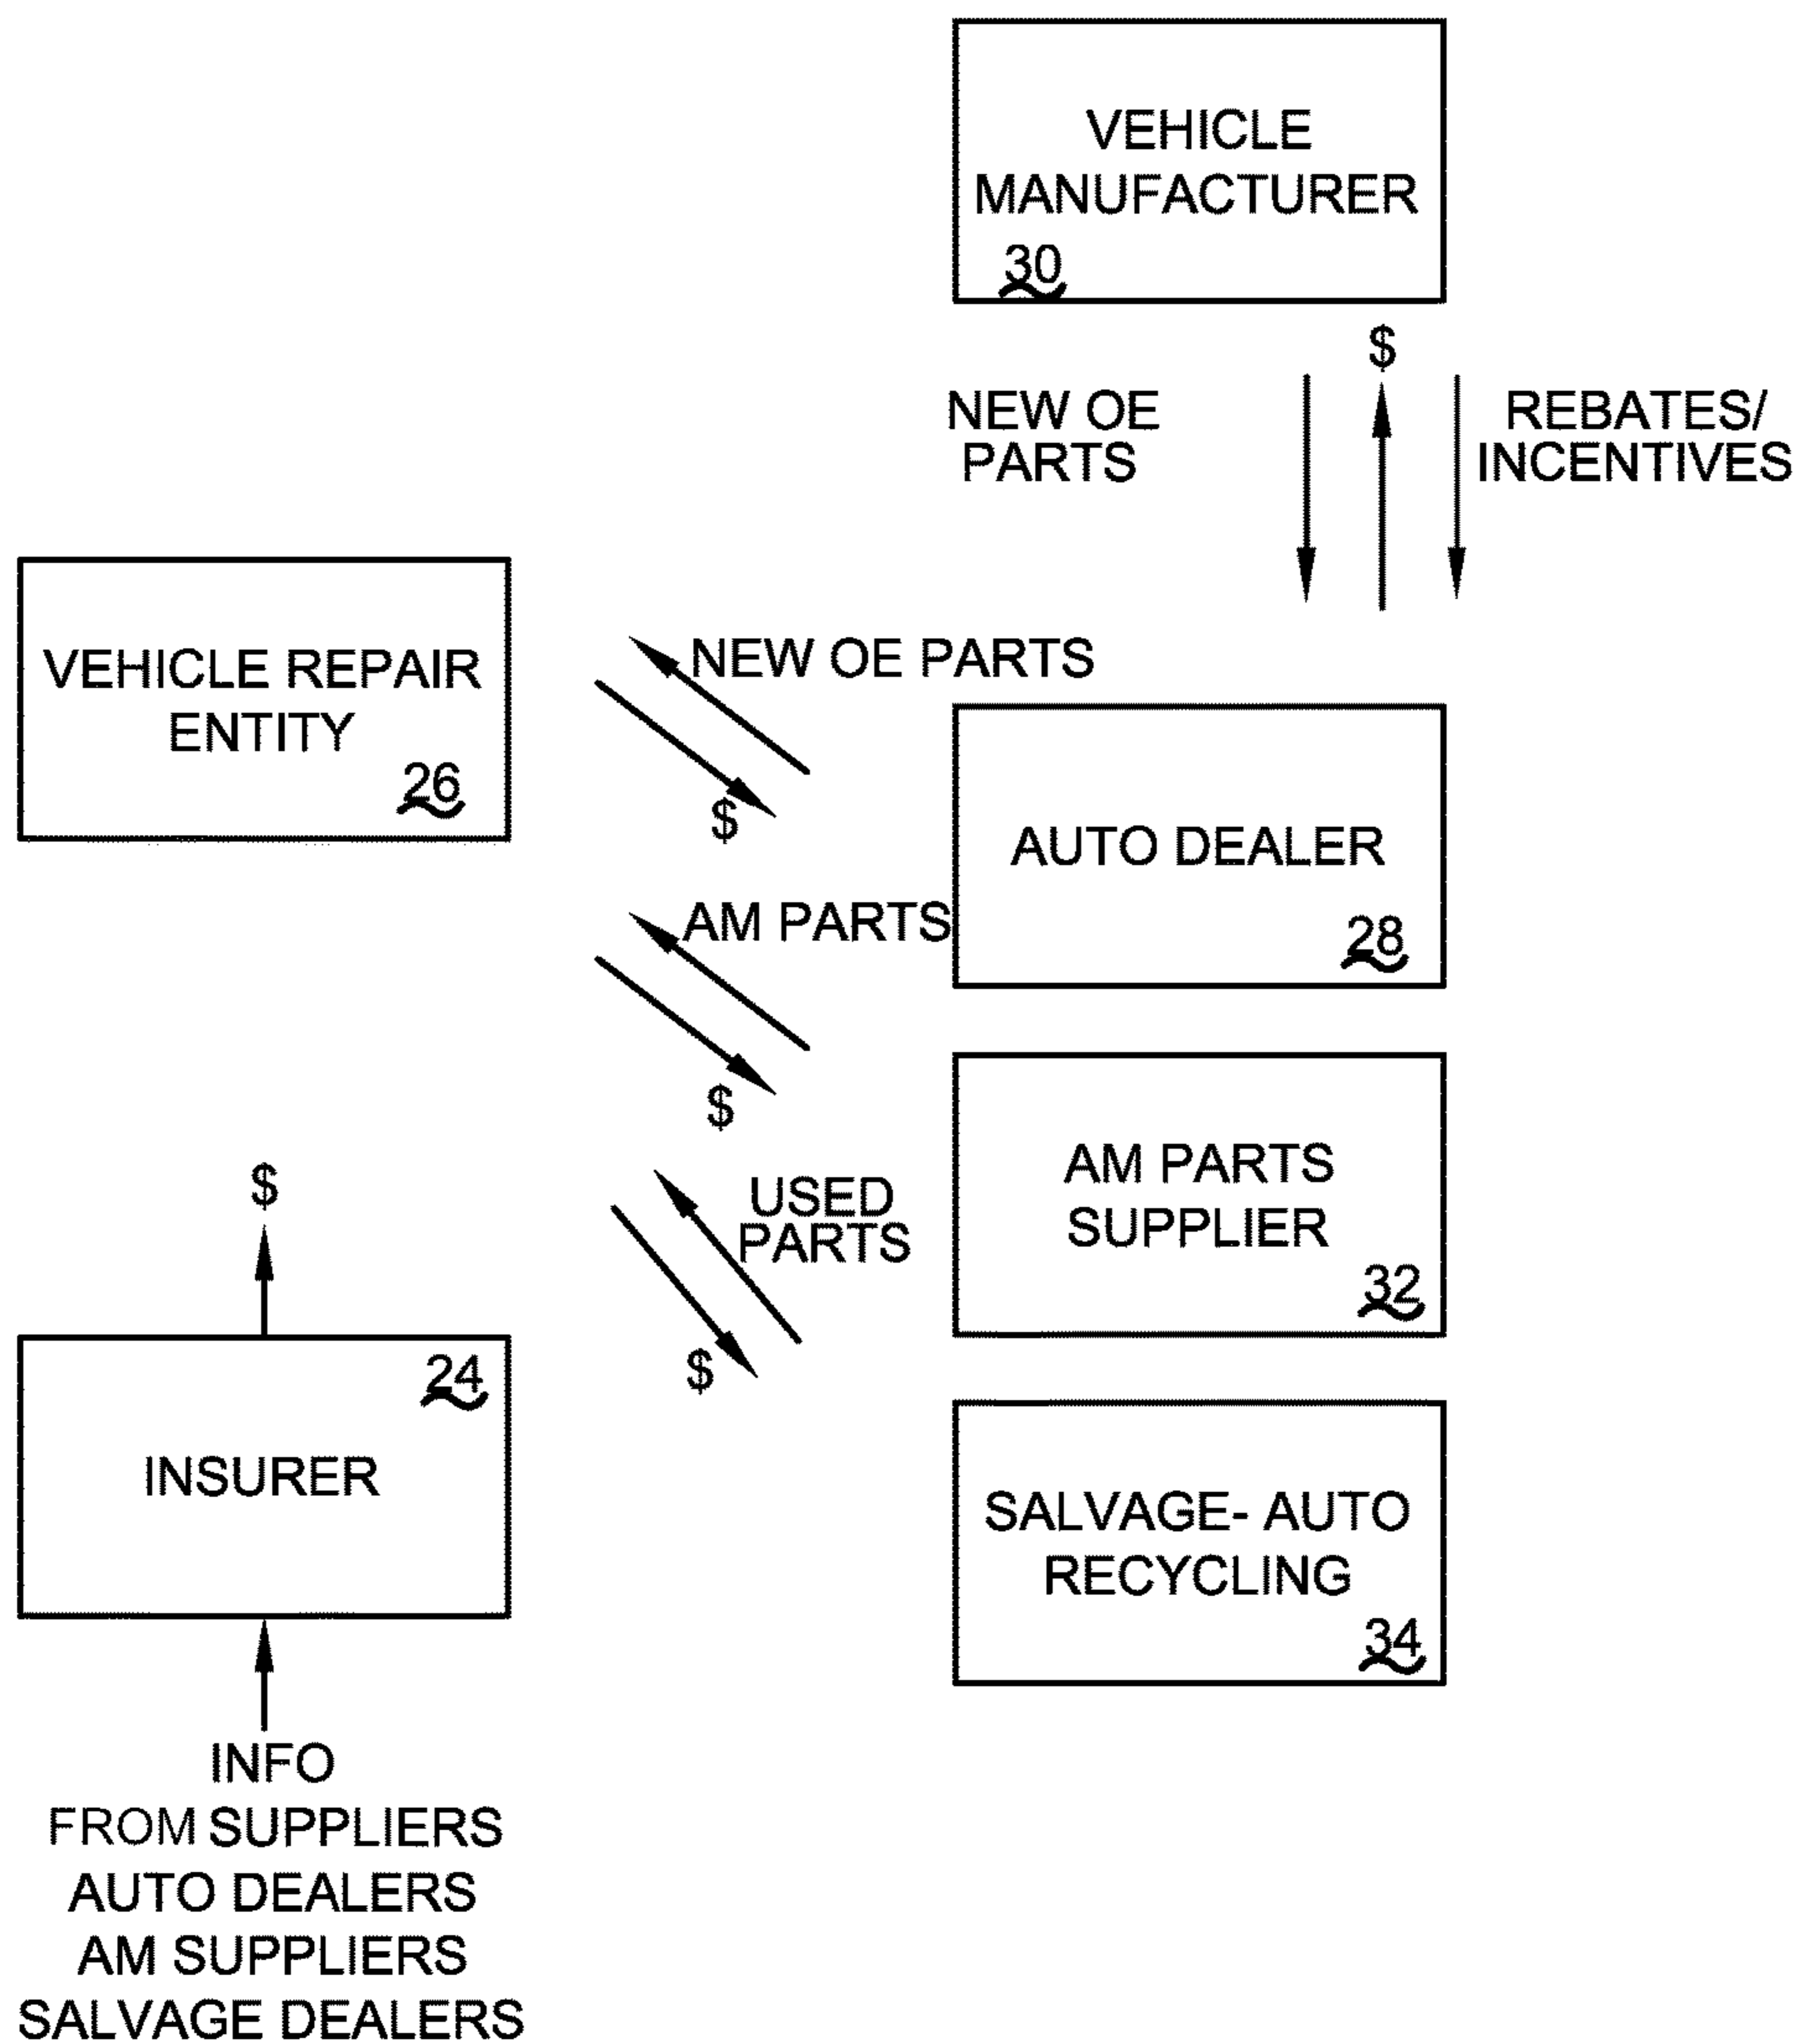 VEHICLE
MANUFACTURER
30
$
NEW OE
PARTS
REBATES/
INCENTIVES
VEHICLE REPAIR
ENTITY
26
NEW OE PARTS
$
AUTO DEALER
28
AM PARTS
$
AM PARTS
SUPPLIER
32
$
USED
PARTS
$
24
INSURER
SALVAGE- AUTO
RECYCLING
34
INFO
FROM SUPPLIERS
AUTO DEALERS
AM SUPPLIERS
SALVAGE DEALERS